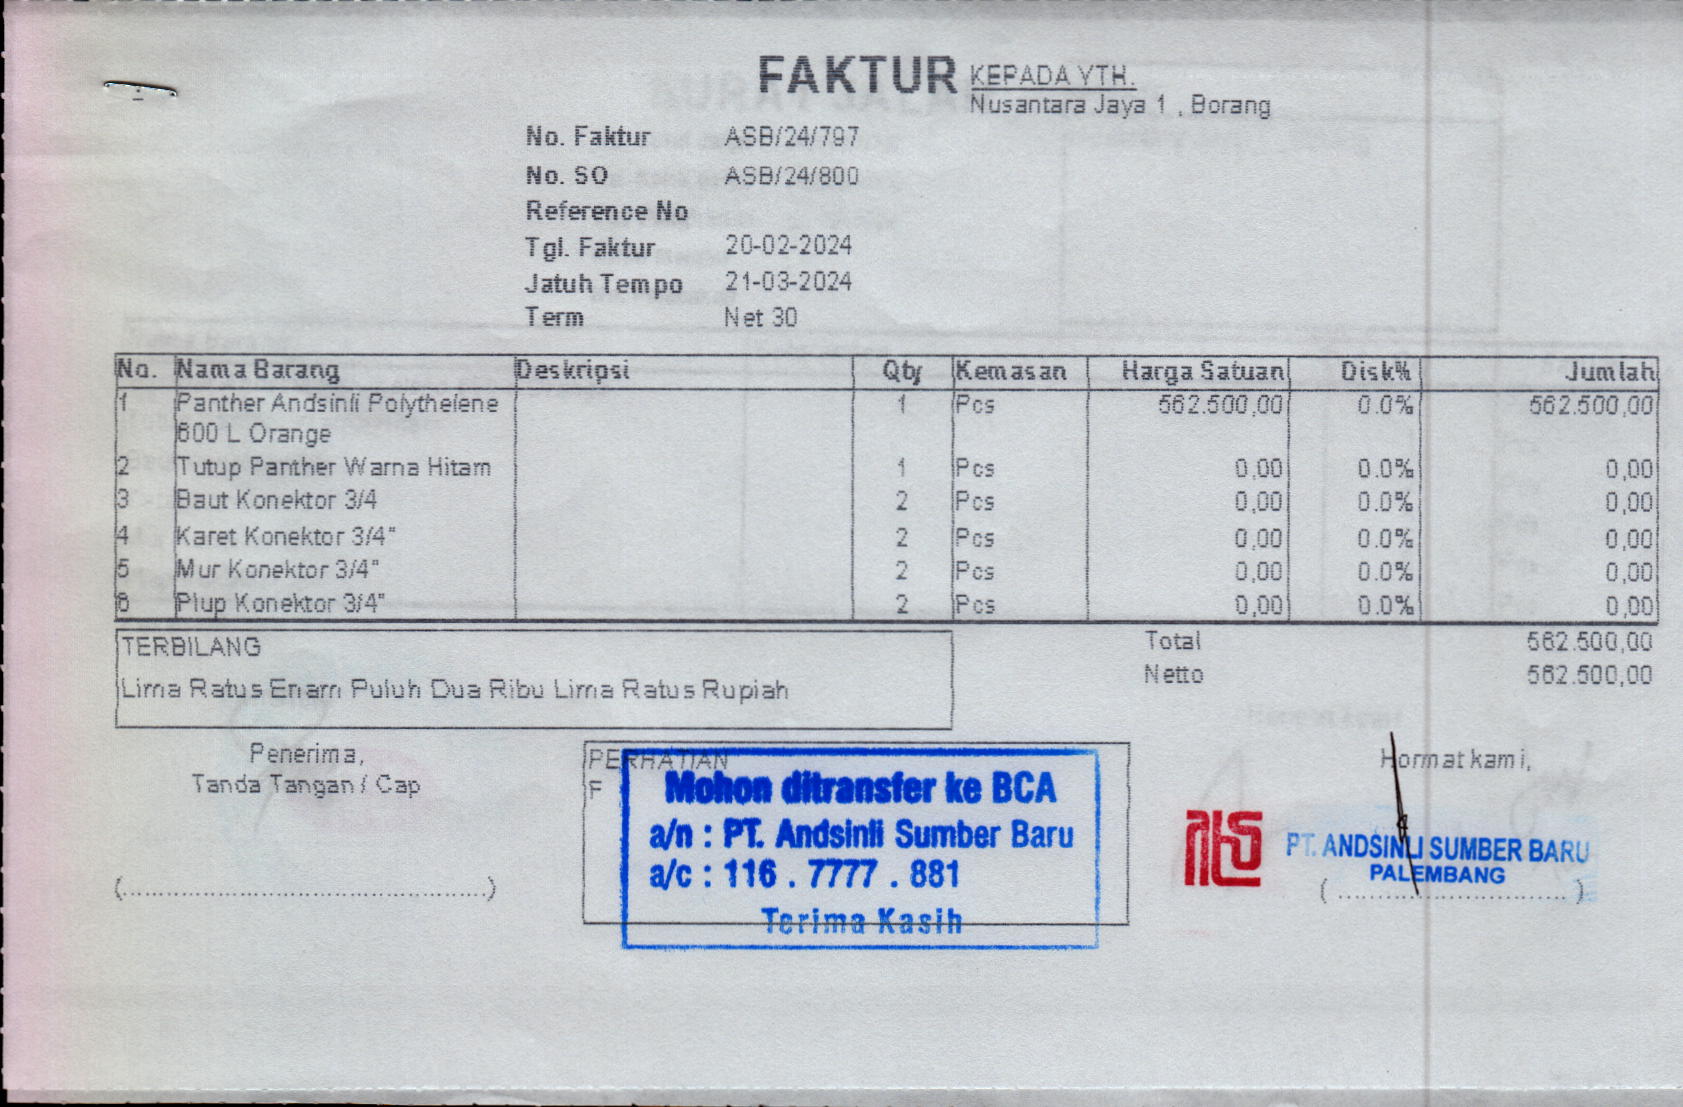 FAKTUR
KEPADA YTH.
Nusantara Jaya 1 , Borang
No. Faktur ASB/24/797
No. SO ASB/24/800
Reference No
Tgl. Faktur 20-02-2024
Jatuh Tempo 21-03-2024
Term Net 30
No. Nama Barang Deskripsi Qty Kemasan Harga Satuan Disk% Jumlah
1 Panther Andsinli Polythelene 1 Pcs 562.500,00 0.0% 562.500,00
600 L Orange
2 Tutup Panther Warna Hitam 1 Pcs 0,00 0.0% 0,00
3 Baut Konektor 3/4 2 Pcs 0,00 0.0% 0,00
4 Karet Konektor 3/4" 2 Pcs 0,00 0.0% 0,00
5 Mur Konektor 3/4" 2 Pcs 0,00 0.0% 0,00
6 Plup Konektor 3/4" 2 Pcs 0,00 0.0% 0,00
TERBILANG
Lima Ratus Enam Puluh Dua Ribu Lima Ratus Rupiah
Total 562.500,00
Netto 562.500,00
Penerima,
Tanda Tangan / Cap
(.................................................)
PERHATIAN
F
Mohon ditransfer ke BCA
a/n : PT. Andsinli Sumber Baru
a/c : 116 . 7777 . 881
Terima Kasih
Hormat kami,
PT. ANDSINLI SUMBER BARU
PALEMBANG
( ............................... )